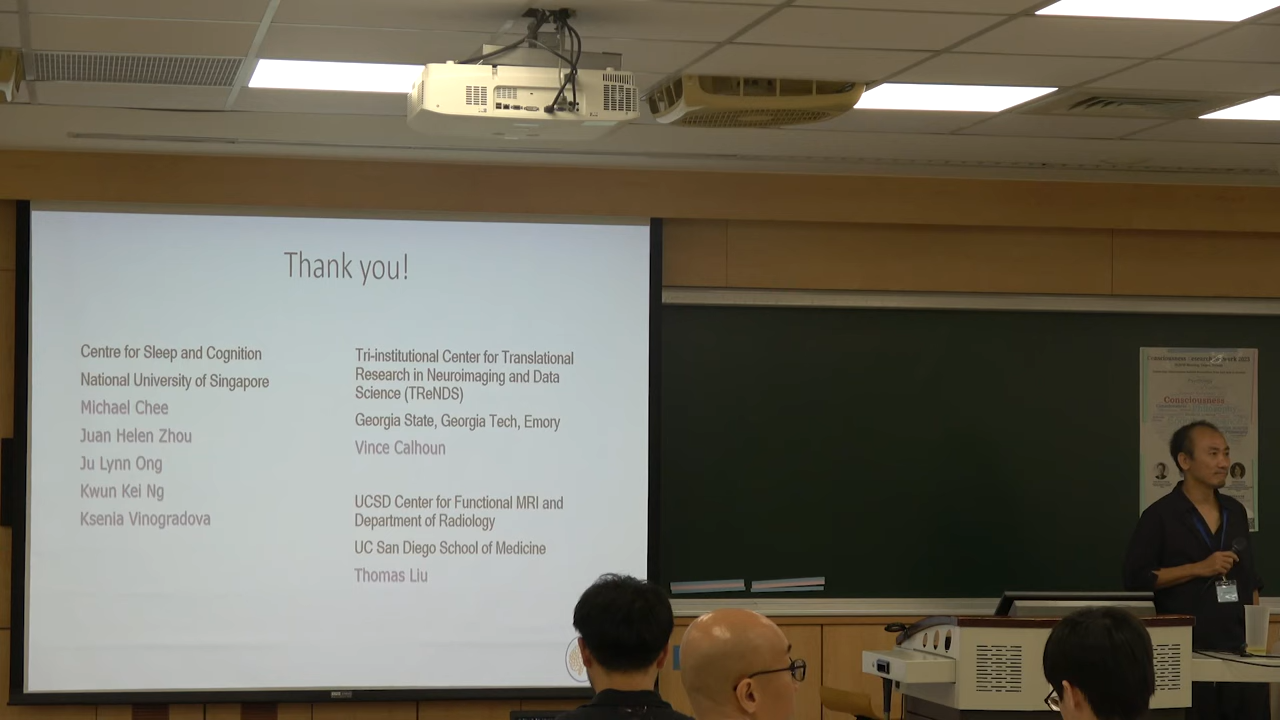 Thank you!
Centre for Sleep and Cognition
National University of Singapore
Michael Chee
Juan Helen Zhou
Ju Lynn Ong
Kwun Kei Ng
Ksenia Vinogradova
Tri-institutional Center for Translational
Research in Neuroimaging and Data
Science (TReNDS)
Georgia State, Georgia Tech, Emory
Vince Calhoun
UCSD Center for Functional MRI and
Department of Radiology
UC San Diego School of Medicine
Thomas Liu
Consciousness